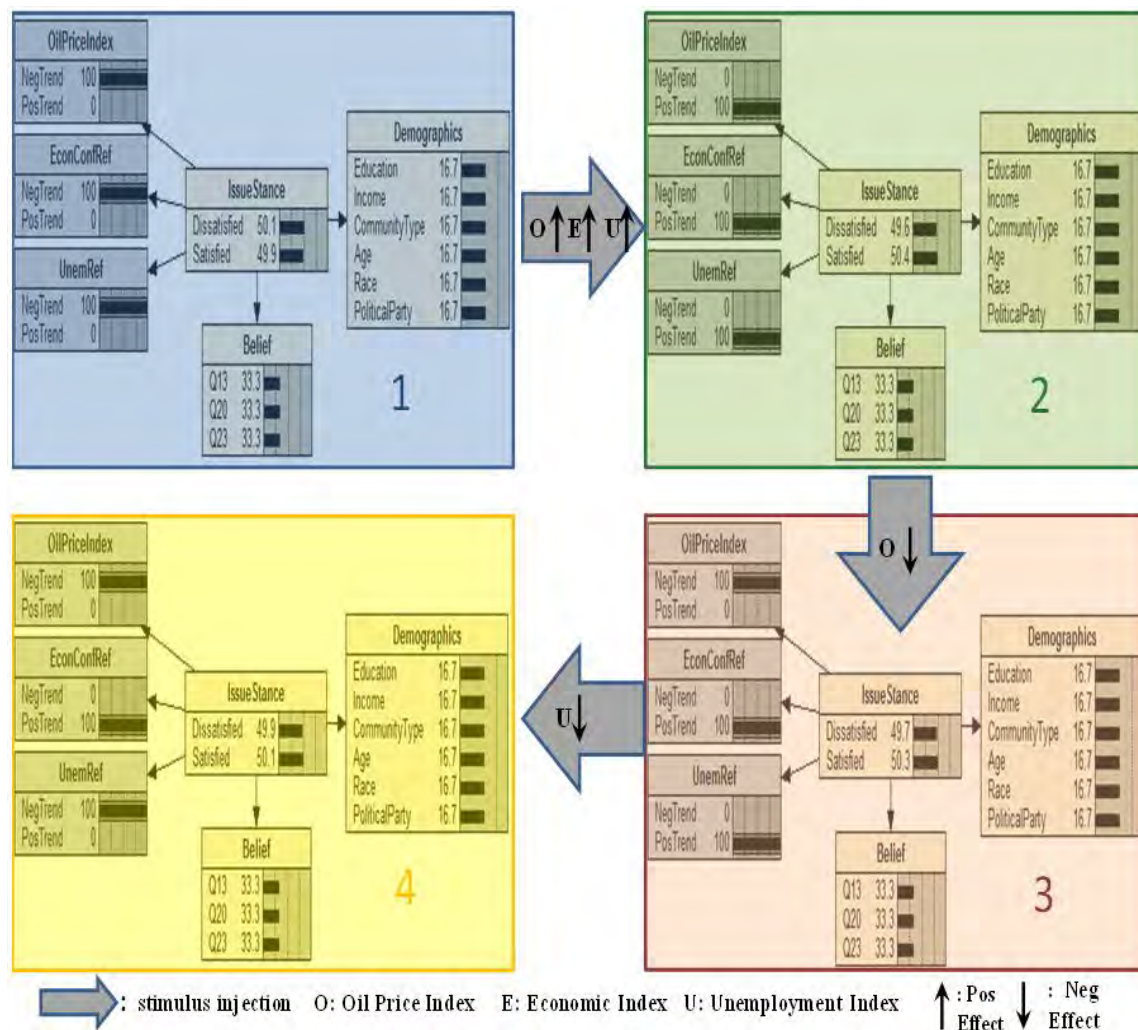 OilPriceIndex
NegTrend 100
PosTrend 0
EconConfRef
NegTrend 100
PosTrend 0
UnemRef
NegTrend 100
PosTrend 0
IssueStance
Dissatisfied 50.1
Satisfied 49.9
Demographics
Education 16.7
Income 16.7
CommunityType 16.7
Age 16.7
Race 16.7
PoliticalParty 16.7
Belief
Q13 33.3
Q20 33.3
Q23 33.3
1
O E U
OilPriceIndex
NegTrend 0
PosTrend 100
EconConfRef
NegTrend 0
PosTrend 100
UnemRef
NegTrend 0
PosTrend 100
IssueStance
Dissatisfied 49.6
Satisfied 50.4
Demographics
Education 16.7
Income 16.7
CommunityType 16.7
Age 16.7
Race 16.7
PoliticalParty 16.7
Belief
Q13 33.3
Q20 33.3
Q23 33.3
2
O
OilPriceIndex
NegTrend 100
PosTrend 0
EconConfRef
NegTrend 0
PosTrend 100
UnemRef
NegTrend 0
PosTrend 100
IssueStance
Dissatisfied 49.7
Satisfied 50.3
Demographics
Education 16.7
Income 16.7
CommunityType 16.7
Age 16.7
Race 16.7
PoliticalParty 16.7
Belief
Q13 33.3
Q20 33.3
Q23 33.3
3
U
OilPriceIndex
NegTrend 100
PosTrend 0
EconConfRef
NegTrend 0
PosTrend 100
UnemRef
NegTrend 100
PosTrend 0
IssueStance
Dissatisfied 49.9
Satisfied 50.1
Demographics
Education 16.7
Income 16.7
CommunityType 16.7
Age 16.7
Race 16.7
PoliticalParty 16.7
Belief
Q13 33.3
Q20 33.3
Q23 33.3
4
: stimulus injection O: Oil Price Index E: Economic Index U: Unemployment Index
: Pos
Effect
: Neg
Effect